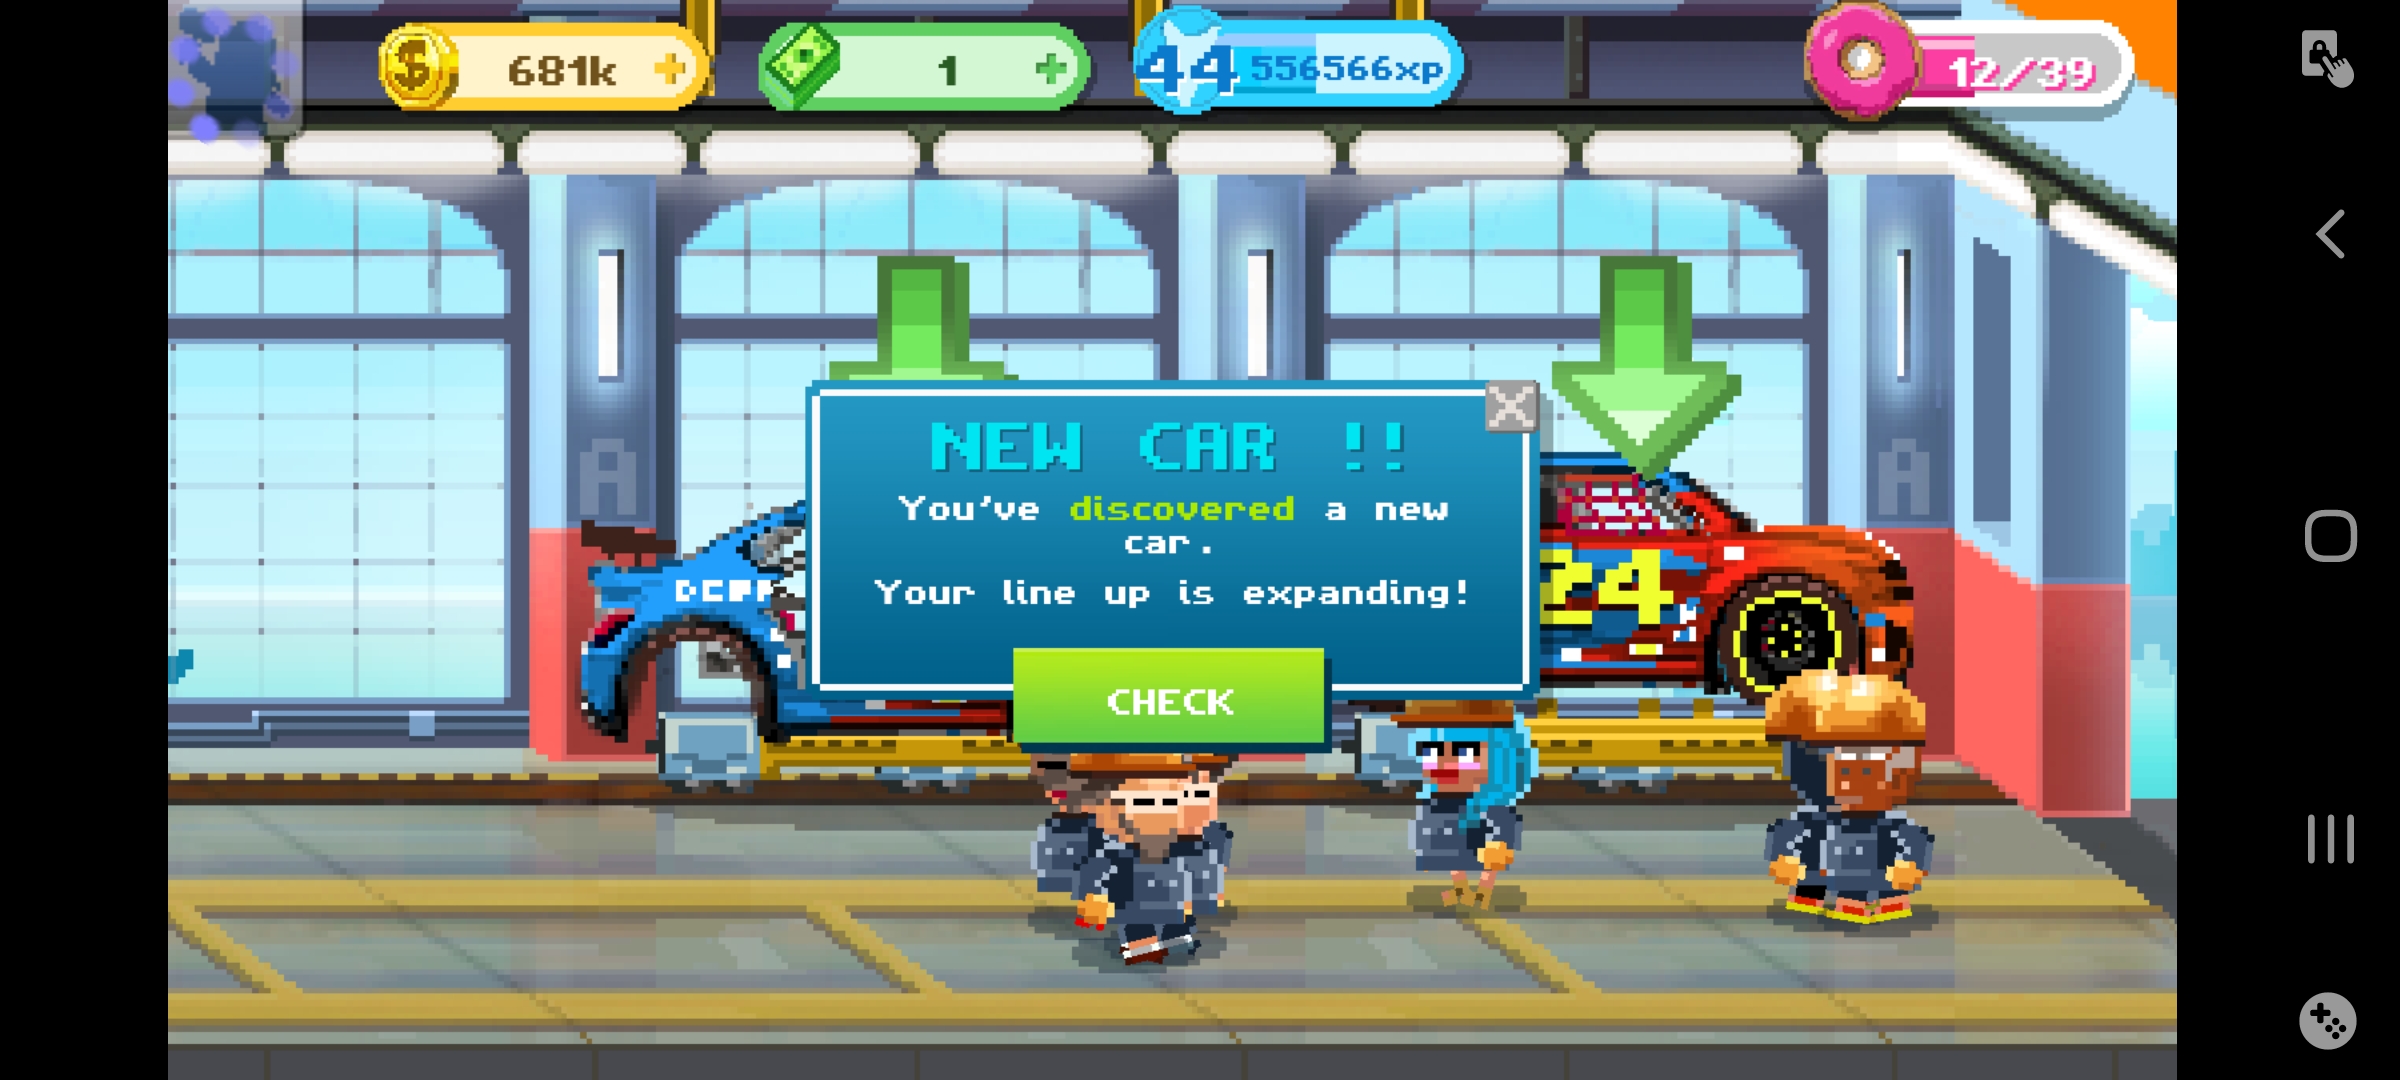 681k
1
44 556566xp
12/39
A
A
NEW CAR !!
You've discovered a new
car.
Your line up is expanding!
24
CHECK